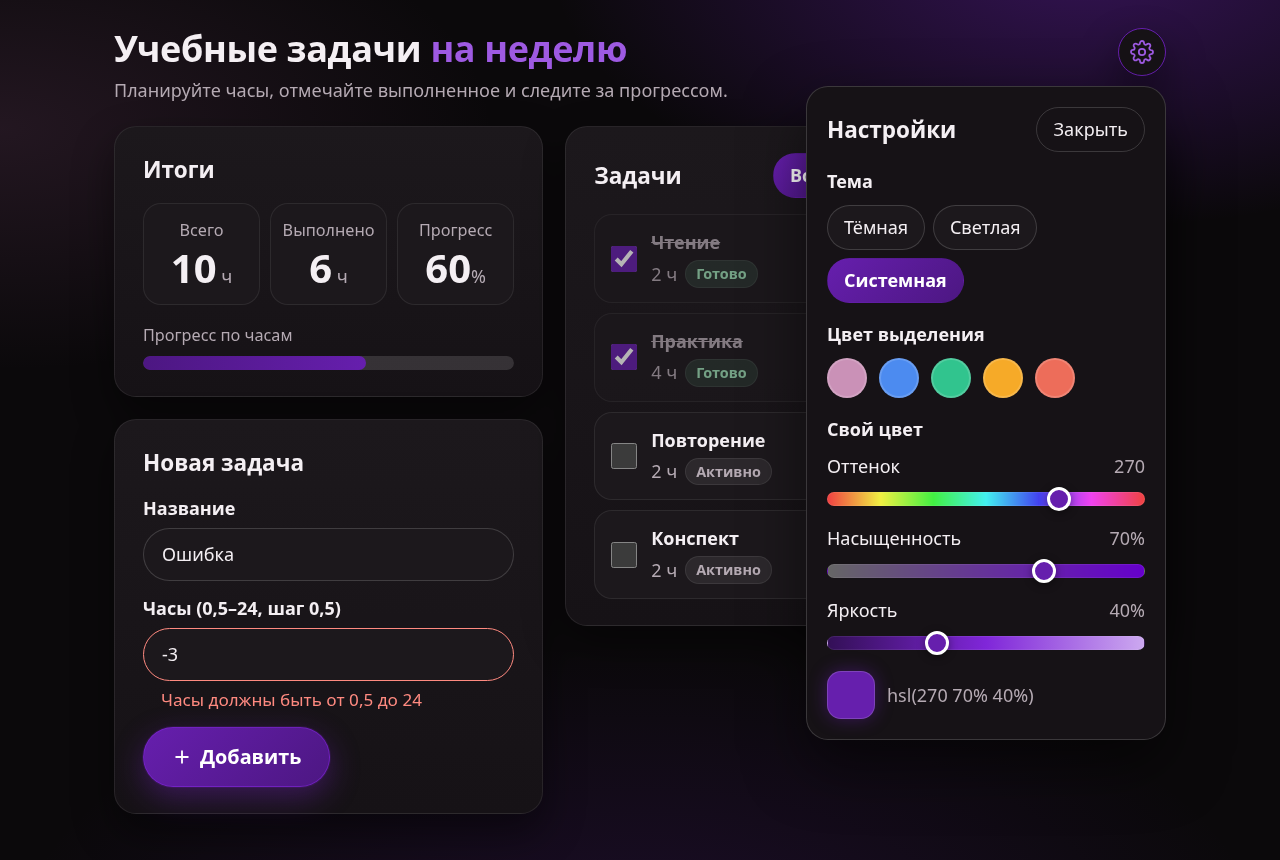 Учебные задачи на неделю
Планируйте часы, отмечайте выполненное и следите за прогрессом.
Итоги
Всего
10 ч
Выполнено
6 ч
Прогресс
60%
Прогресс по часам
Новая задача
Название
Ошибка
Часы (0,5–24, шаг 0,5)
-3
Часы должны быть от 0,5 до 24
+ Добавить
Задачи
Чтение
2 ч Готово
Практика
4 ч Готово
Повторение
2 ч Активно
Конспект
2 ч Активно
Настройки
Закрыть
Тема
Тёмная
Светлая
Системная
Цвет выделения
Свой цвет
Оттенок 270
Насыщенность 70%
Яркость 40%
hsl(270 70% 40%)